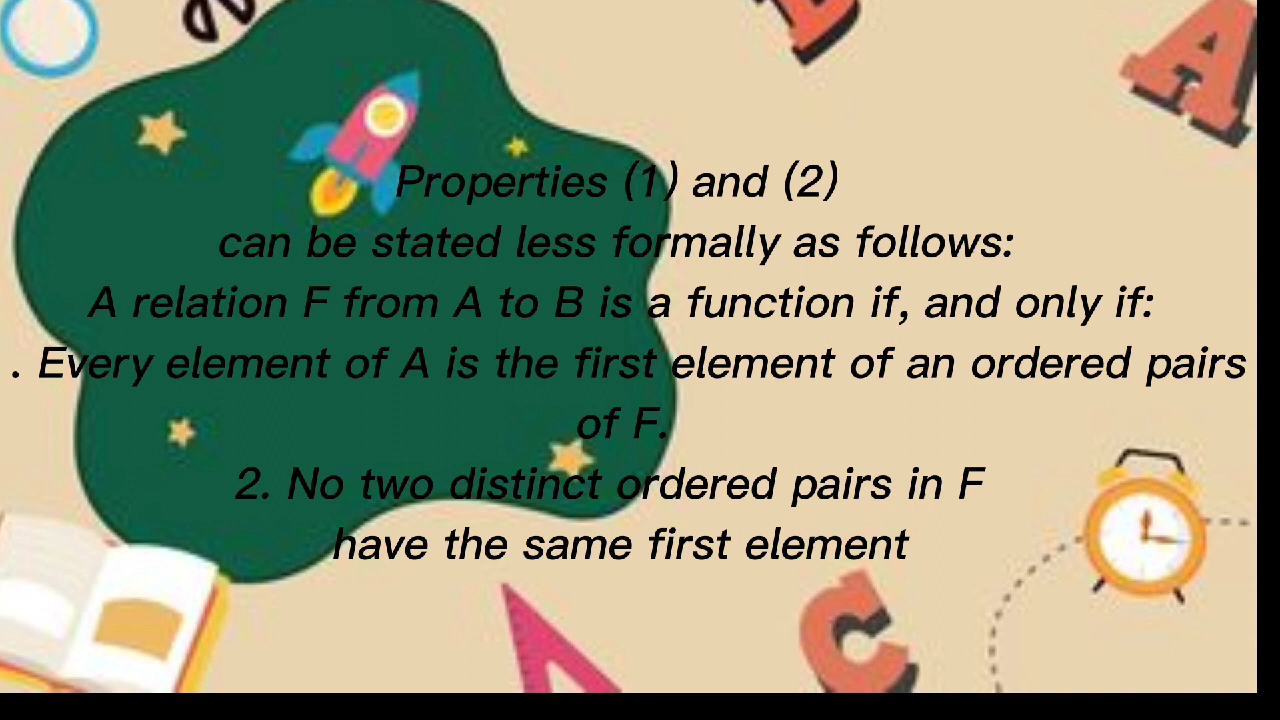 Properties (1) and (2)
can be stated less formally as follows:
A relation F from A to B is a function if, and only if:
. Every element of A is the first element of an ordered pairs
of F.
2. No two distinct ordered pairs in F
have the same first element
A
C